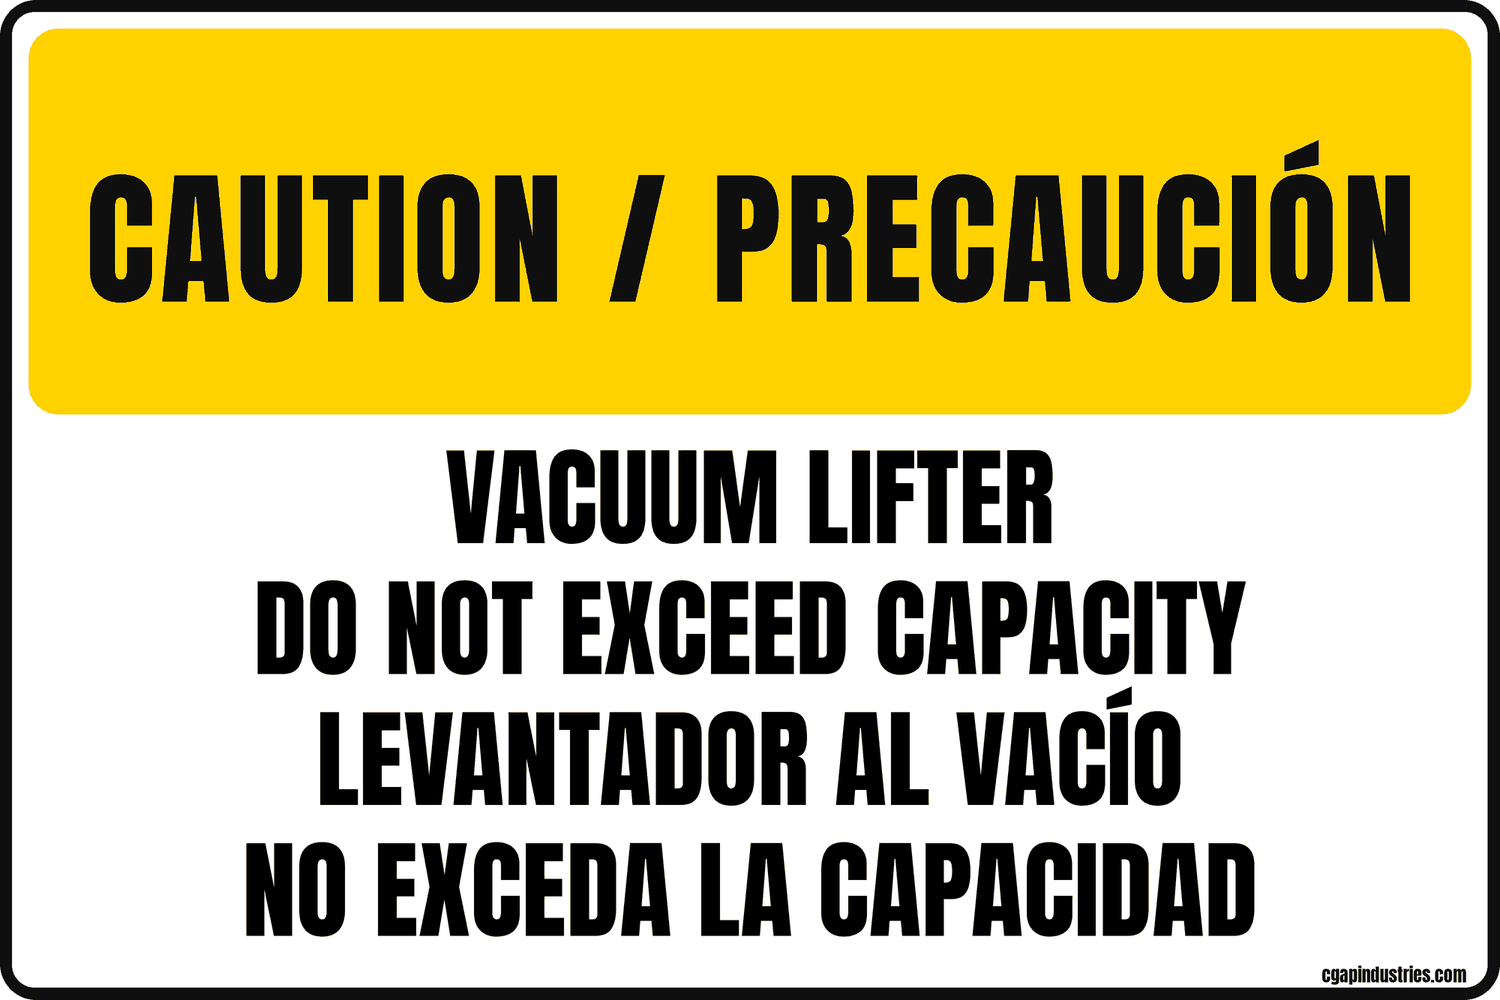 CAUTION / PRECAUCIÓN
VACUUM LIFTER
DO NOT EXCEED CAPACITY
LEVANTADOR AL VACÍO
NO EXCEDA LA CAPACIDAD
cgapindustries.com